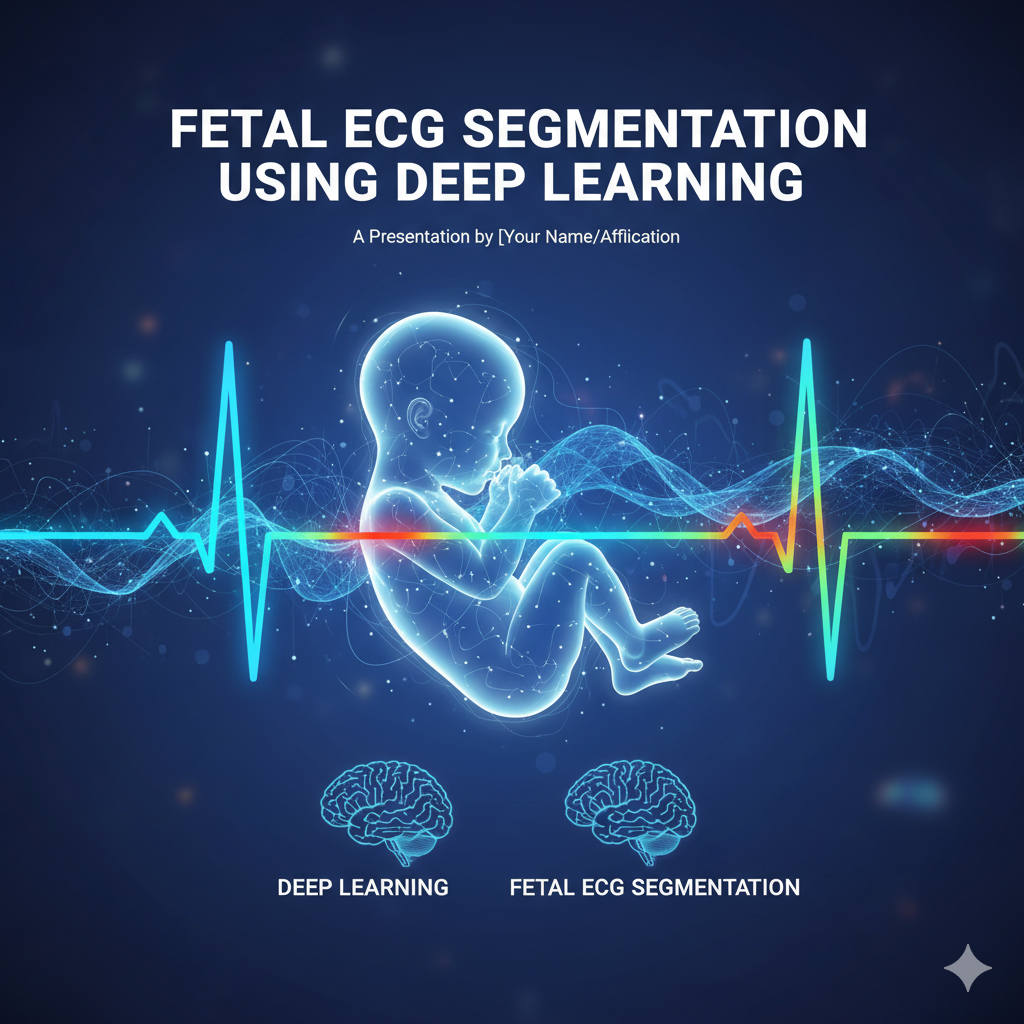 FETAL ECG SEGMENTATION
USING DEEP LEARNING
A Presentation by [Your Name/Afflication
DEEP LEARNING
FETAL ECG SEGMENTATION